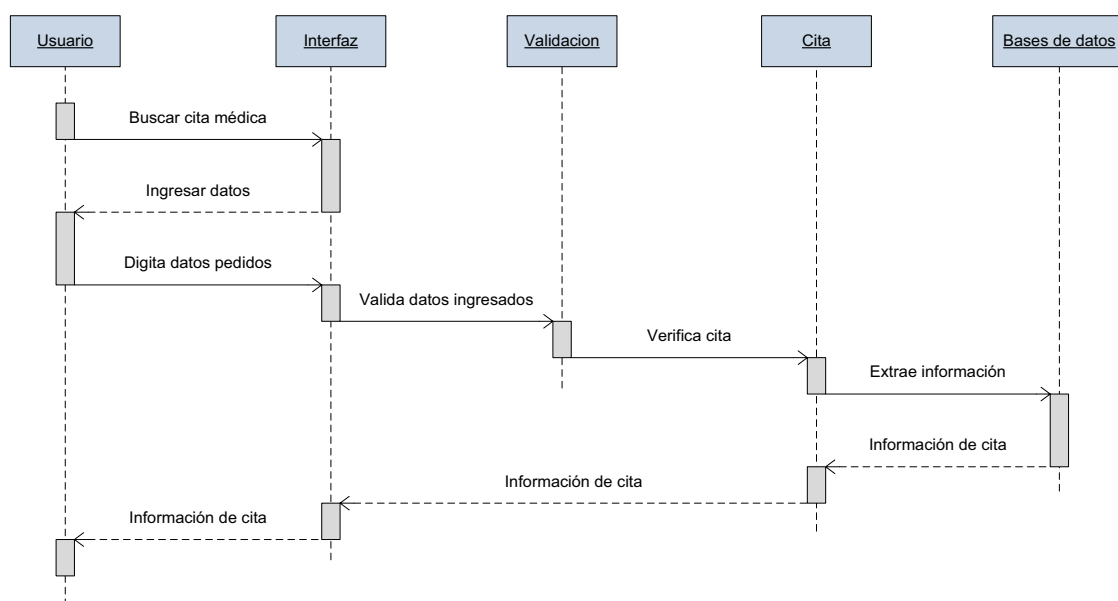 Usuario
Interfaz
Validacion
Cita
Bases de datos
Buscar cita médica
Ingresar datos
Digita datos pedidos
Valida datos ingresados
Verifica cita
Extrae información
Información de cita
Información de cita
Información de cita